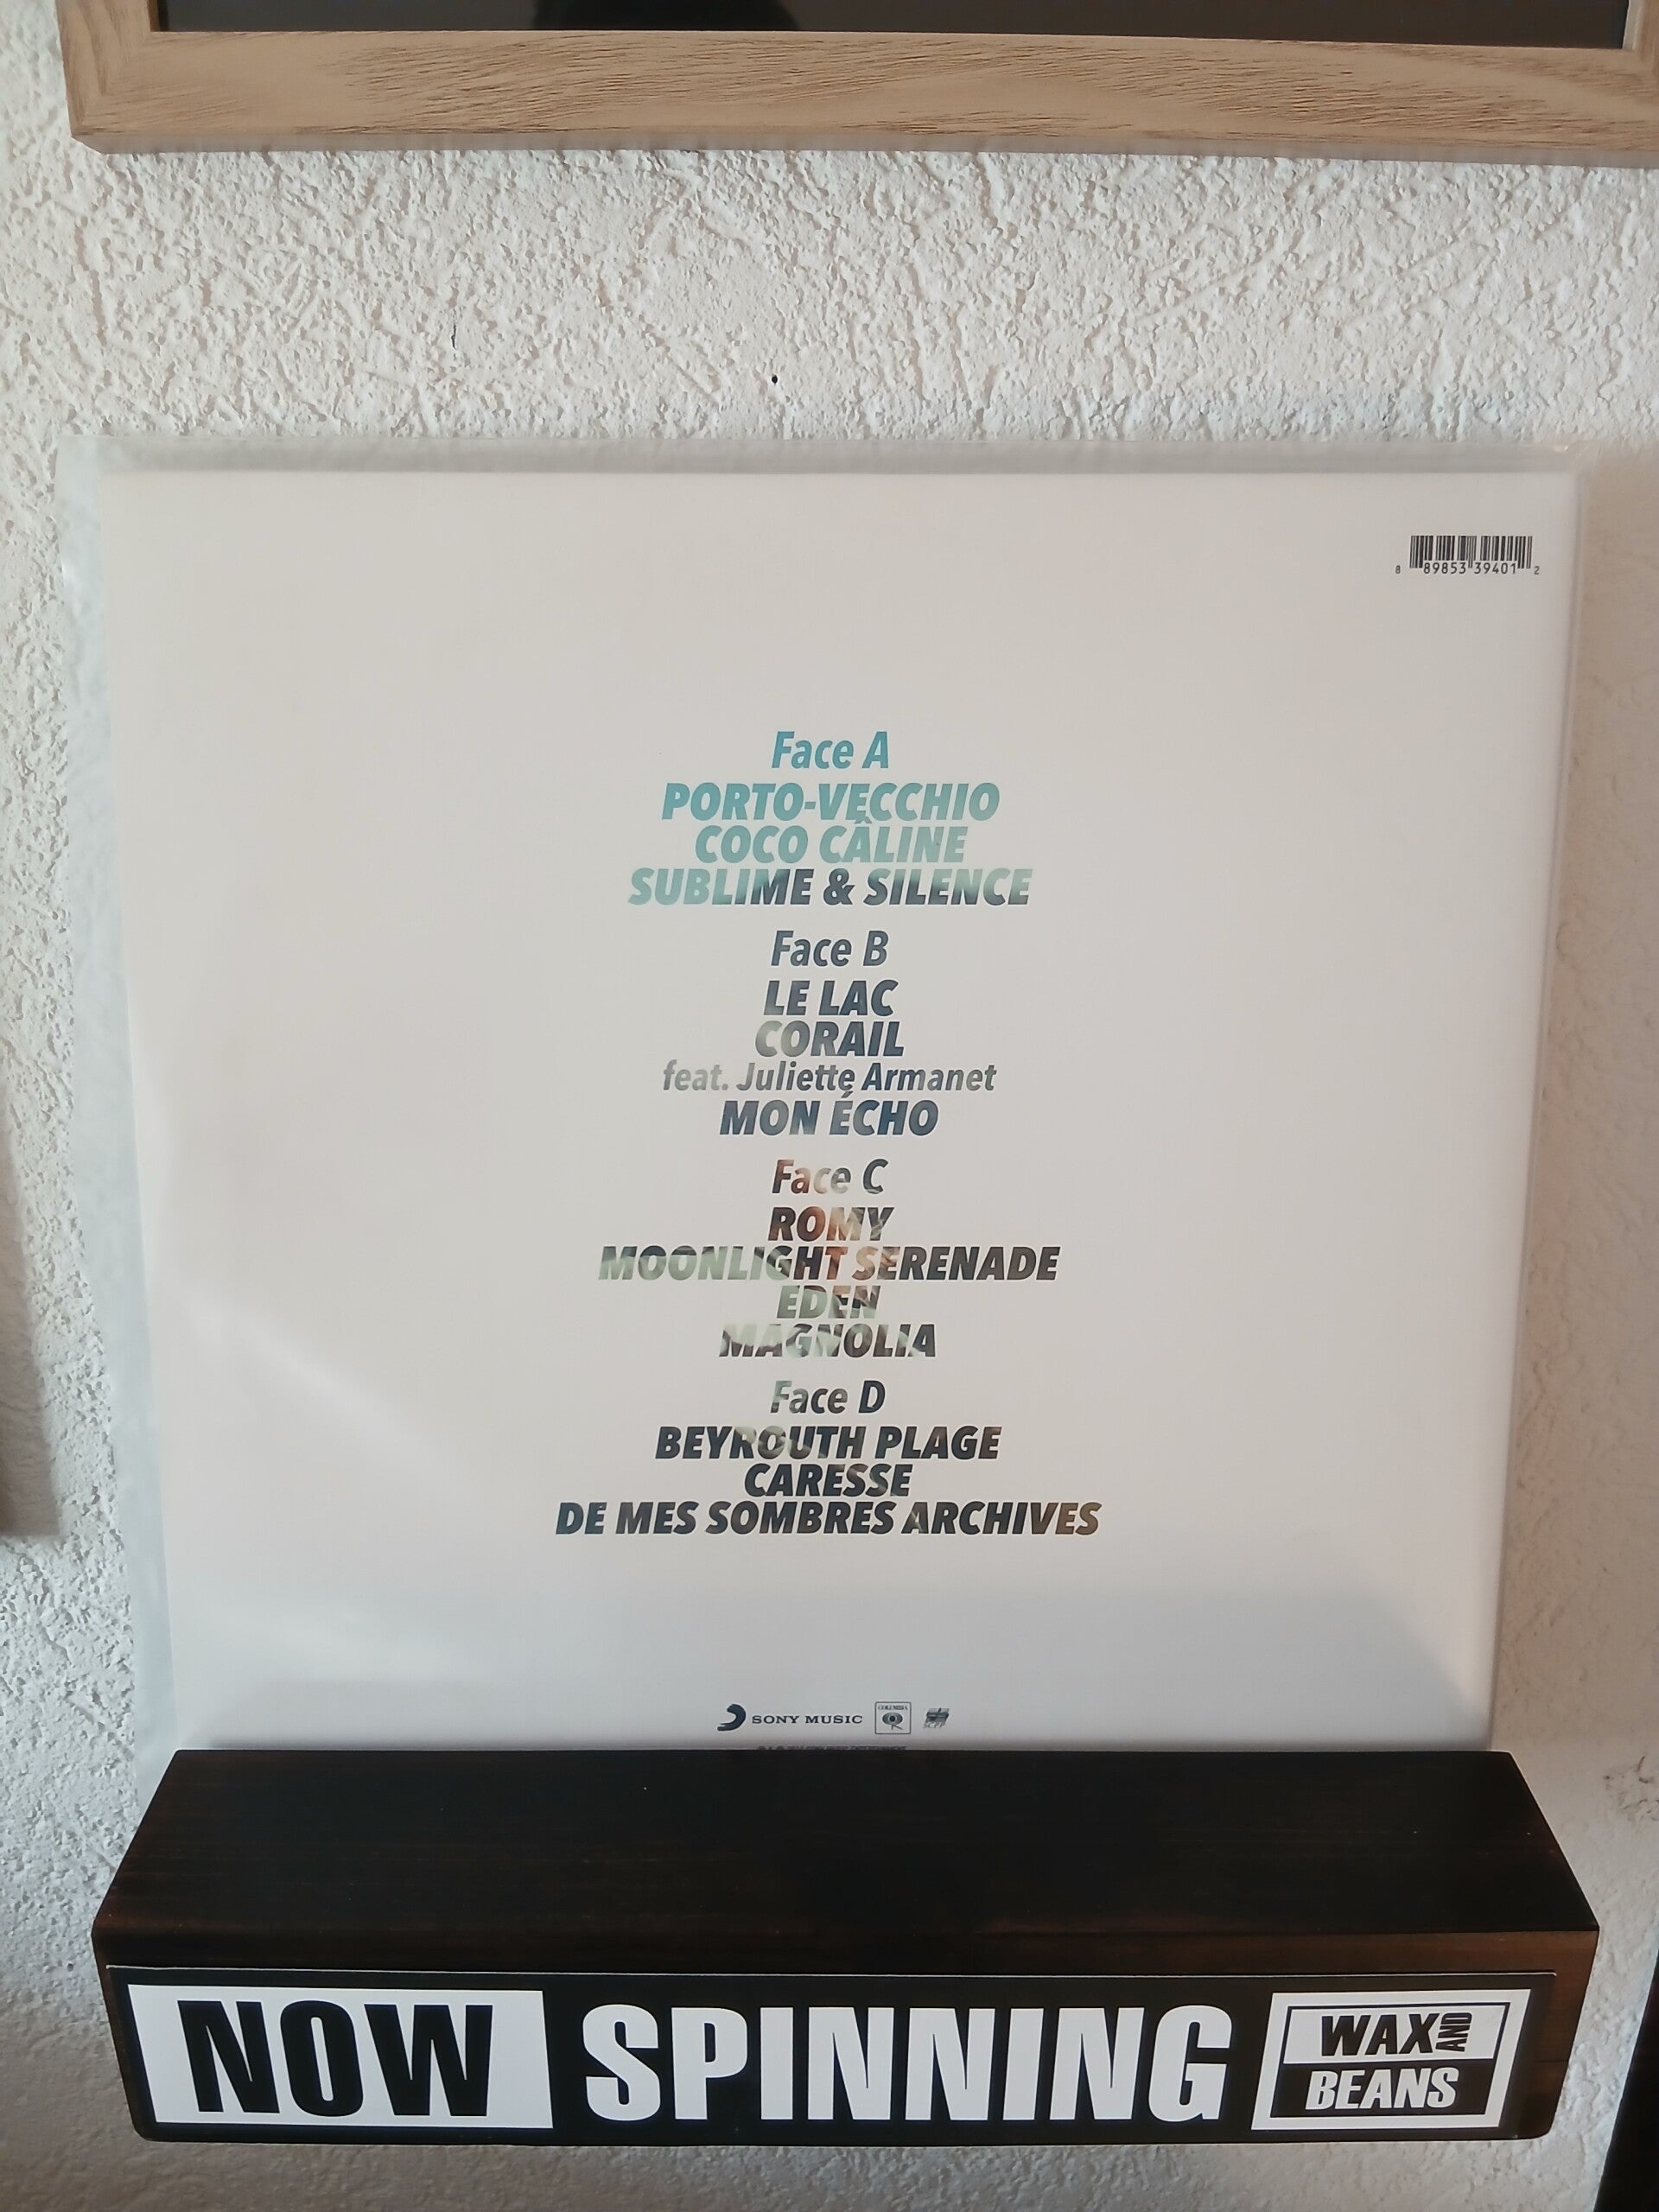 8 89853 39401 2
Face A
PORTO-VECCHIO
COCO CÂLINE
SUBLIME & SILENCE
Face B
LE LAC
CORAIL
feat. Juliette Armanet
MON ÉCHO
Face C
ROMY
MOONLIGHT SERENADE
EDEN
MAGNOLIA
Face D
BEYROUTH PLAGE
CARESSE
DE MES SOMBRES ARCHIVES
SONY MUSIC COLUMBIA SCPP
NOW SPINNING WAX AND BEANS